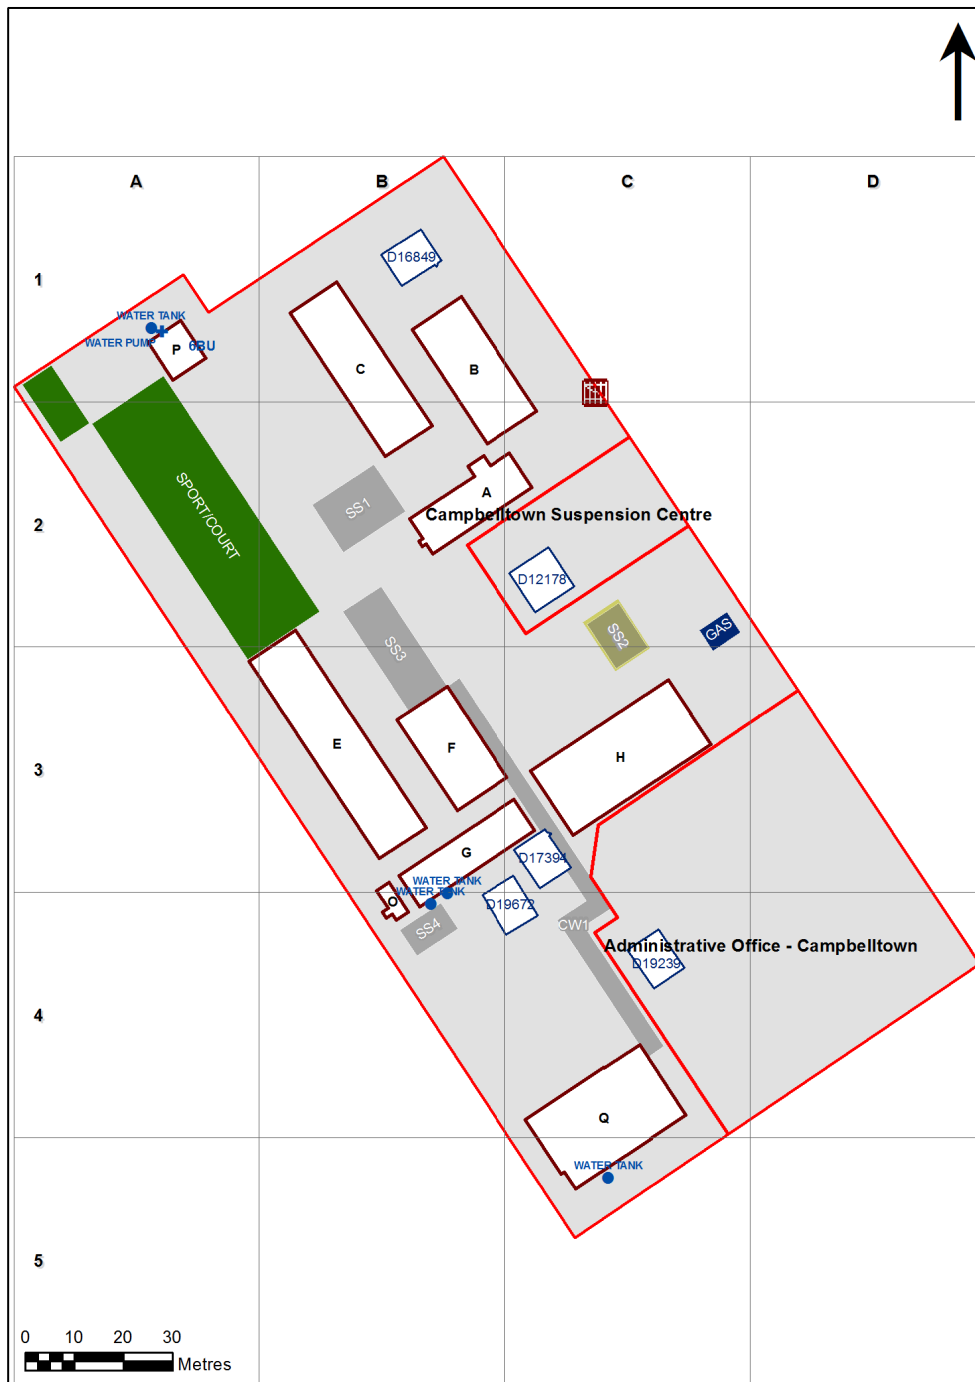 A
B
C
D
1
D16849
WATER TANK
WATER PUMP
P
6BU
C
B
2
A
SS1
Campbelltown Suspension Centre
SPORT/COURT
D12178
SS2
GAS
SS3
3
E
F
H
G
D17394
WATER TANK
WATER TANK
O
D19672
SS4
CW1
Administrative Office - Campbelltown
D19239
4
Q
WATER TANK
5
0 10 20 30
Metres